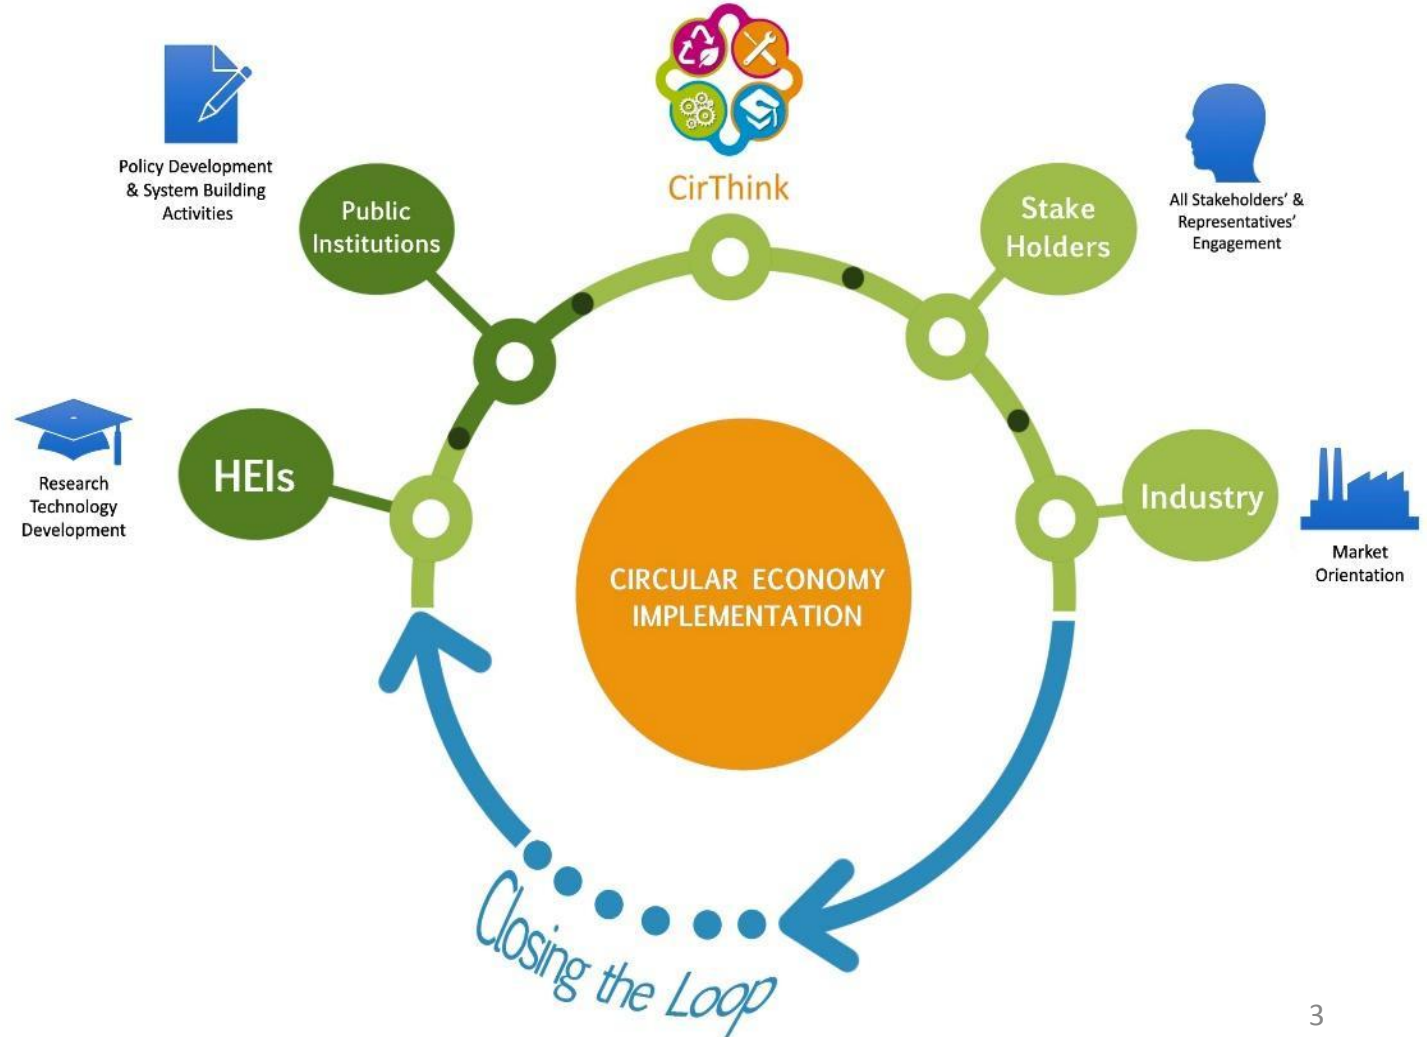 CirThink
Policy Development
& System Building
Activities
Public
Institutions
Stake
Holders
All Stakeholders’ &
Representatives’
Engagement
HEIs
Research
Technology
Development
Industry
Market
Orientation
CIRCULAR ECONOMY
IMPLEMENTATION
Closing the Loop
3